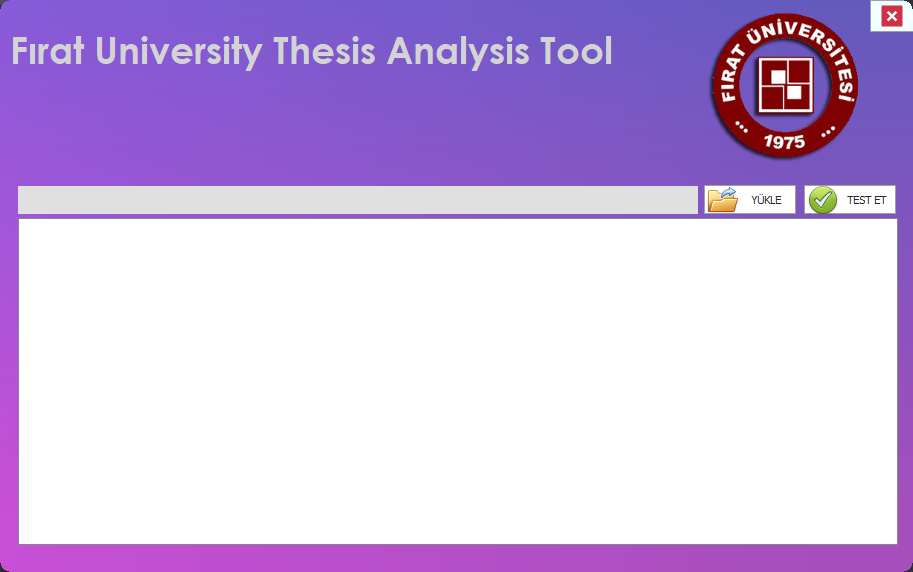 Fırat University Thesis Analysis Tool
FIRAT ÜNİVERSİTESİ
1975
YÜKLE
TEST ET